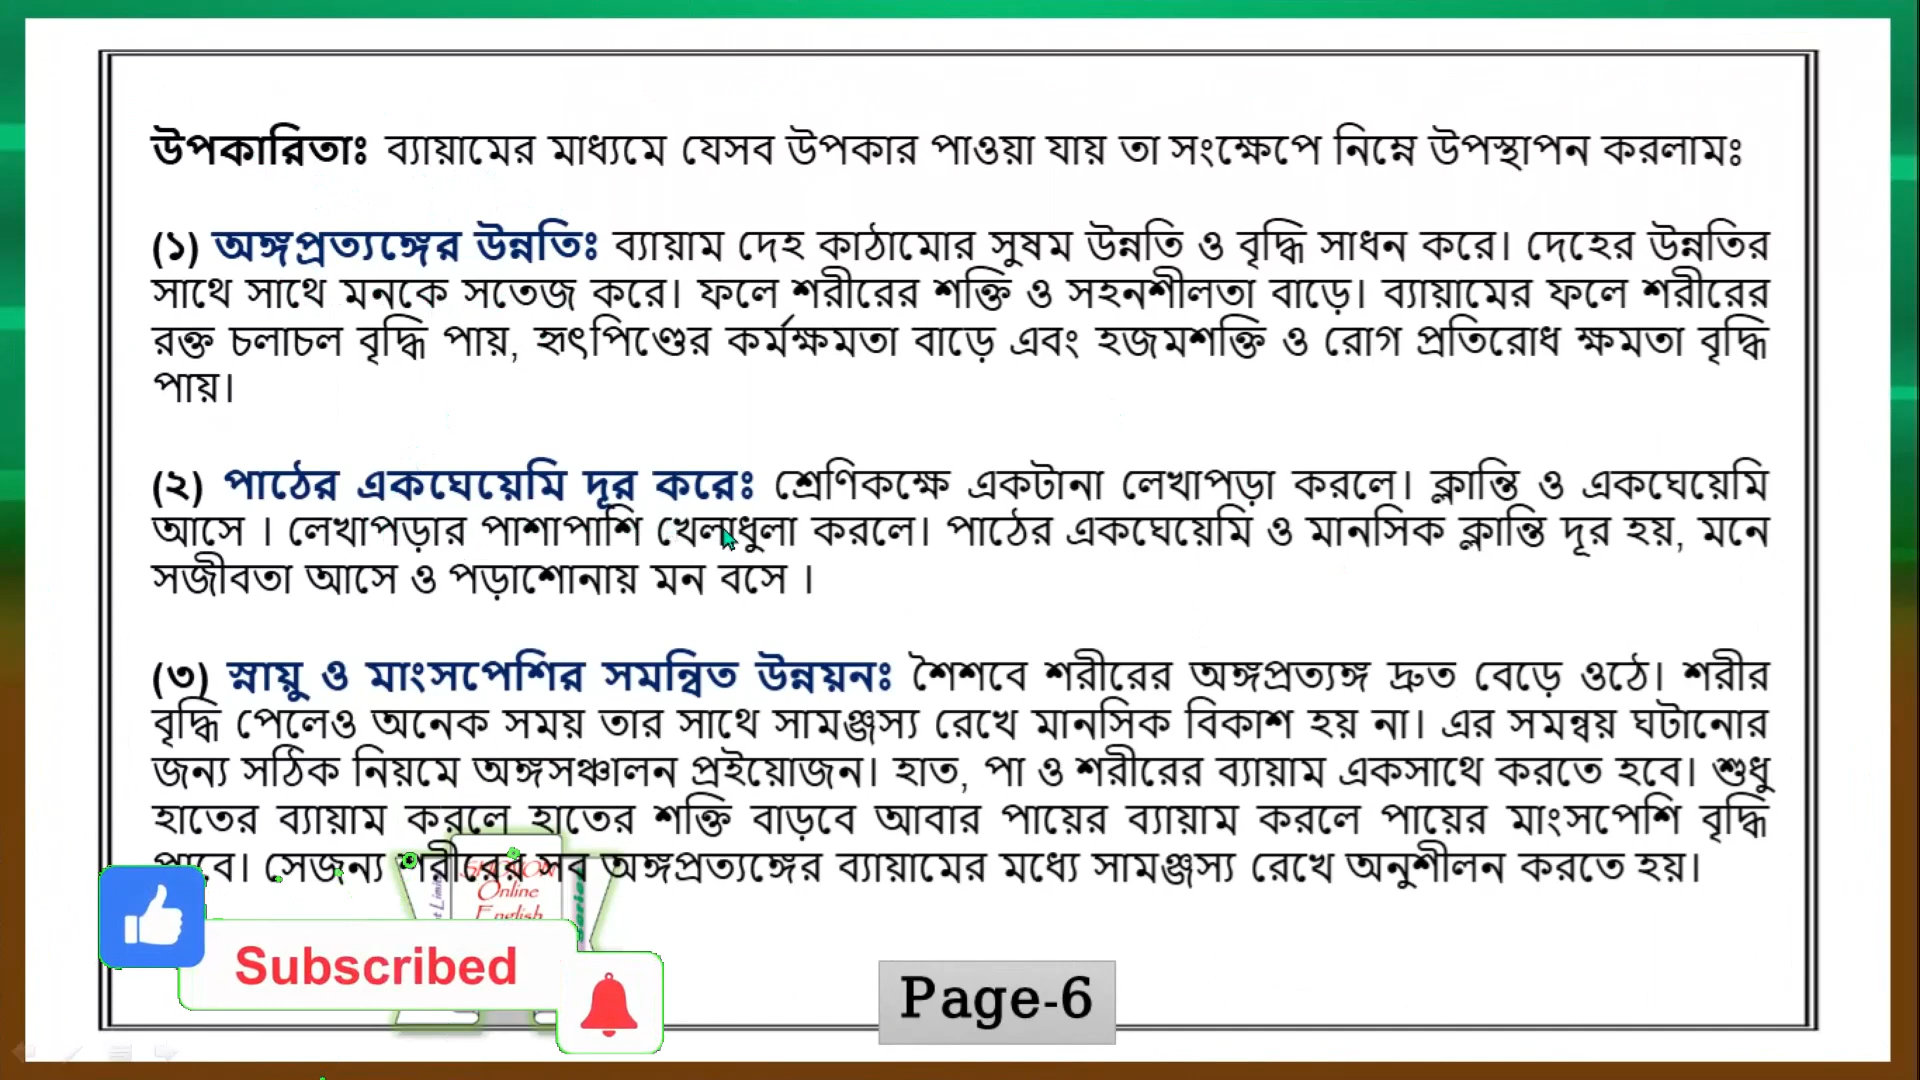 উপকারিতাঃ ব্যায়ামের মাধ্যমে যেসব উপকার পাওয়া যায় তা সংক্ষেপে নিম্নে উপস্থাপন করলামঃ
(১) অঙ্গপ্রত্যঙ্গের উন্নতিঃ ব্যায়াম দেহ কাঠামোর সুষম উন্নতি ও বৃদ্ধি সাধন করে। দেহের উন্নতির
সাথে সাথে মনকে সতেজ করে। ফলে শরীরের শক্তি ও সহনশীলতা বাড়ে। ব্যায়ামের ফলে শরীরের
রক্ত চলাচল বৃদ্ধি পায়, হৃৎপিণ্ডের কর্মক্ষমতা বাড়ে এবং হজমশক্তি ও রোগ প্রতিরোধ ক্ষমতা বৃদ্ধি
পায়।
(২) পাঠের একঘেয়েমি দূর করেঃ শ্রেণিকক্ষে একটানা লেখাপড়া করলে। ক্লান্তি ও একঘেয়েমি
আসে । লেখাপড়ার পাশাপাশি খেলাধুলা করলে। পাঠের একঘেয়েমি ও মানসিক ক্লান্তি দূর হয়, মনে
সজীবতা আসে ও পড়াশোনায় মন বসে ।
(৩) স্নায়ু ও মাংসপেশির সমন্বিত উন্নয়নঃ শৈশবে শরীরের অঙ্গপ্রত্যঙ্গ দ্রুত বেড়ে ওঠে। শরীর
বৃদ্ধি পেলেও অনেক সময় তার সাথে সামঞ্জস্য রেখে মানসিক বিকাশ হয় না। এর সমন্বয় ঘটানোর
জন্য সঠিক নিয়মে অঙ্গসঞ্চালন প্রইয়োজন। হাত, পা ও শরীরের ব্যায়াম একসাথে করতে হবে। শুধু
হাতের ব্যায়াম করলে হাতের শক্তি বাড়বে আবার পায়ের ব্যায়াম করলে পায়ের মাংসপেশি বৃদ্ধি
পাবে। সেজন্য শরীরের সব অঙ্গপ্রত্যঙ্গের ব্যায়ামের মধ্যে সামঞ্জস্য রেখে অনুশীলন করতে হয়।
Online
English
Subscribed
Page-6